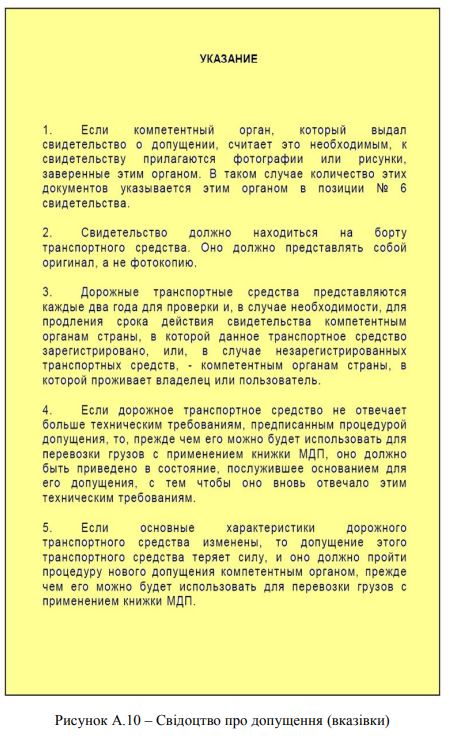 УКАЗАНИЕ
1. Если компетентный орган, который выдал
свидетельство о допущении, считает это необходимым, к
свидетельству прилагаются фотографии или рисунки,
заверенные этим органом. В таком случае количество этих
документов указывается этим органом в позиции № 6
свидетельства.
2. Свидетельство должно находиться на борту
транспортного средства. Оно должно представлять собой
оригинал, а не фотокопию.
3. Дорожные транспортные средства представляются
каждые два года для проверки и, в случае необходимости, для
продления срока действия свидетельства компетентным
органам страны, в которой данное транспортное средство
зарегистрировано, или, в случае незарегистрированных
транспортных средств, - компетентным органам страны, в
которой проживает владелец или пользователь.
4. Если дорожное транспортное средство не отвечает
больше техническим требованиям, предписанным процедурой
допущения, то, прежде чем его можно будет использовать для
перевозки грузов с применением книжки МДП, оно должно
быть приведено в состояние, послужившее основанием для
его допущения, с тем чтобы оно вновь отвечало этим
техническим требованиям.
5. Если основные характеристики дорожного
транспортного средства изменены, то допущение этого
транспортного средства теряет силу, и оно должно пройти
процедуру нового допущения компетентным органом, прежде
чем его можно будет использовать для перевозки грузов с
применением книжки МДП.
Рисунок А.10 – Свідоцтво про допущення (вказівки)